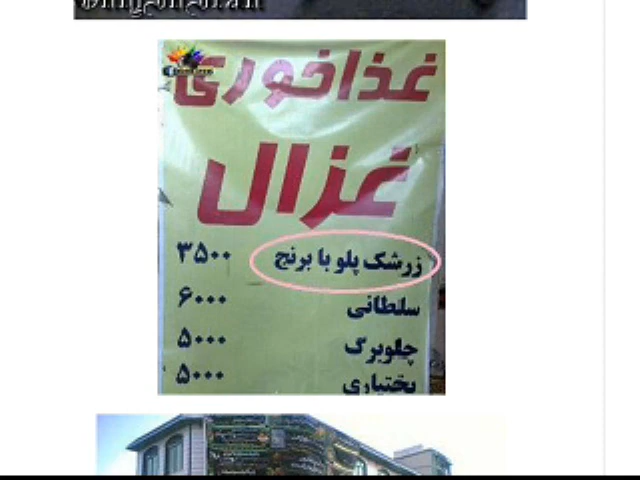 غذاخوری
غزال
زرشک پلو با برنج ۳۵۰۰
سلطانی ۶۰۰۰
چلوبرگ ۵۰۰۰
بختیاری ۵۰۰۰